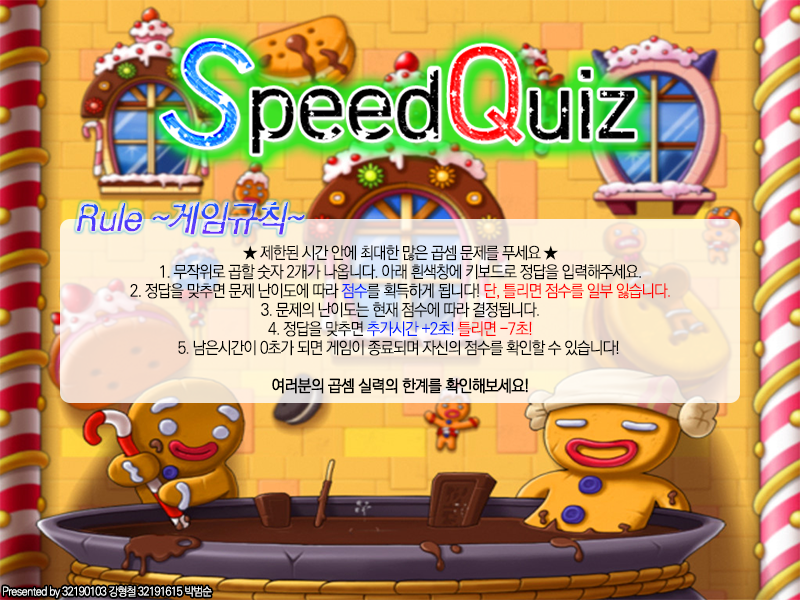 SpeedQuiz
Rule ~게임규칙~
★ 제한된 시간 안에 최대한 많은 곱셈 문제를 푸세요 ★
1. 무작위로 곱할 숫자 2개가 나옵니다. 아래 흰색창에 키보드로 정답을 입력해주세요.
2. 정답을 맞추면 문제 난이도에 따라 점수를 획득하게 됩니다! 단, 틀리면 점수를 일부 잃습니다.
3. 문제의 난이도는 현재 점수에 따라 결정됩니다.
4. 정답을 맞추면 추가시간 +2초! 틀리면 -7초!
5. 남은시간이 0초가 되면 게임이 종료되며 자신의 점수를 확인할 수 있습니다!
여러분의 곱셈 실력의 한계를 확인해보세요!
Presented by 32190103 강형철 32191615 박범순